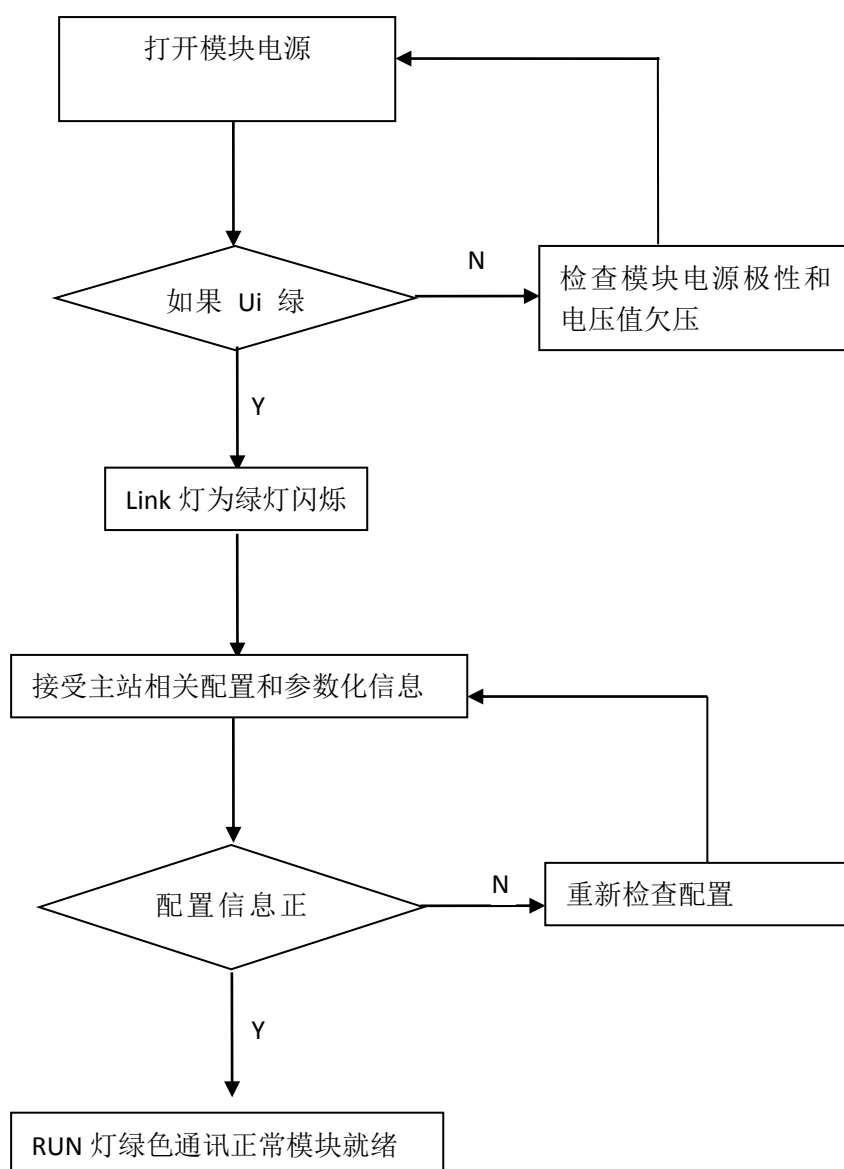 打开模块电源
N
检查模块电源极性和
电压值欠压
如果 Ui 绿
Y
Link 灯为绿灯闪烁
接受主站相关配置和参数化信息
N
配置信息正
重新检查配置
Y
RUN 灯绿色通讯正常模块就绪